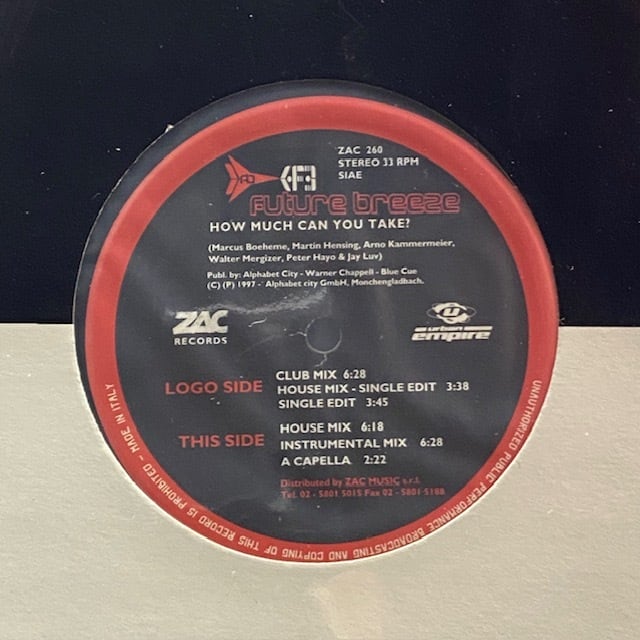 ZAC 260
STEREO 33 RPM
SIAE
FB
Future breeze
HOW MUCH CAN YOU TAKE?
(Marcus Boeheme, Martin Hensing, Arno Kammermeier,
Walter Mergizer, Peter Hayo & Jay Luv)
Publ. by: Alphabet City - Warner Chappell - Blue Cue
(C) (P) 1997 - Alphabet city GmbH, Monchengladbach.
ZAC
RECORDS
U
urban
empire
LOGO SIDE
CLUB MIX 6:28
HOUSE MIX - SINGLE EDIT 3:38
SINGLE EDIT 3:45
THIS SIDE
HOUSE MIX 6:18
INSTRUMENTAL MIX 6:28
A CAPELLA 2:22
Distributed by ZAC MUSIC s.r.l.
Tel. 02 - 5801 5015 Fax 02 - 5801 5188
UNAUTHORIZED PUBLIC PERFORMANCE BROADCASTING AND COPYING OF THIS RECORD IS PROHIBITED - MADE IN ITALY